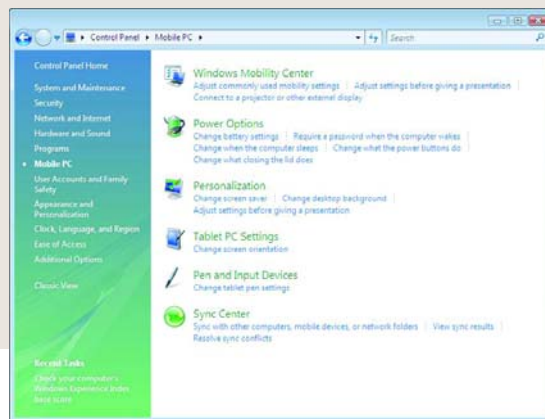 Control Panel ▸ Mobile PC ▸
Search
Control Panel Home
System and Maintenance
Security
Network and Internet
Hardware and Sound
Programs
Mobile PC
User Accounts and Family
Safety
Appearance and
Personalization
Clock, Language, and Region
Ease of Access
Additional Options
Classic View
Recent Tasks
Check your computer's
Windows Experience Index
base score
Windows Mobility Center
Adjust commonly used mobility settings | Adjust settings before giving a presentation |
Connect to a projector or other external display
Power Options
Change battery settings | Require a password when the computer wakes |
Change when the computer sleeps | Change what the power buttons do |
Change what closing the lid does
Personalization
Change screen saver | Change desktop background |
Adjust settings before giving a presentation
Tablet PC Settings
Change screen orientation
Pen and Input Devices
Change tablet pen settings
Sync Center
Sync with other computers, mobile devices, or network folders | View sync results |
Resolve sync conflicts